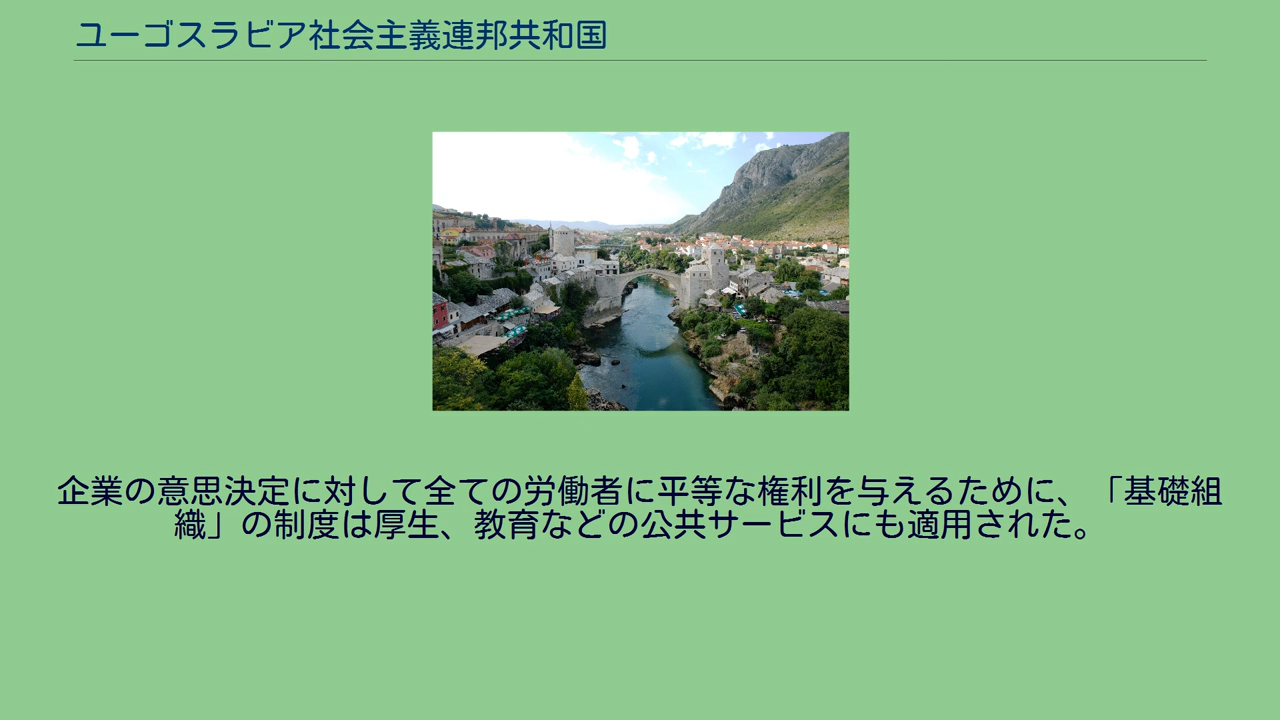 ユーゴスラビア社会主義連邦共和国
企業の意思決定に対して全ての労働者に平等な権利を与えるために、「基礎組
織」の制度は厚生、教育などの公共サービスにも適用された。